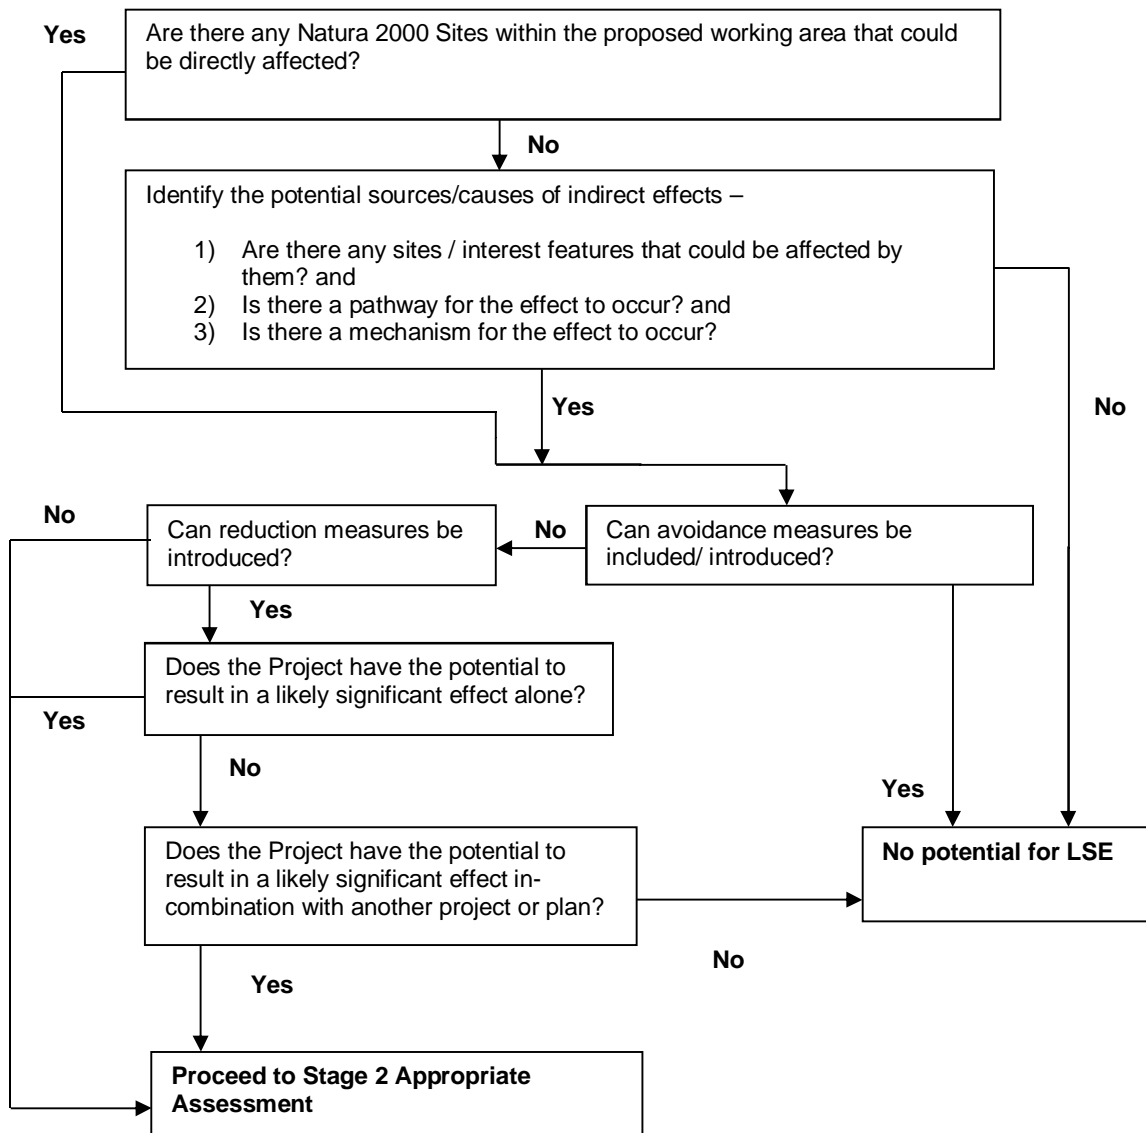 Yes
Are there any Natura 2000 Sites within the proposed working area that could
be directly affected?
No
Identify the potential sources/causes of indirect effects –
1) Are there any sites / interest features that could be affected by
them? and
2) Is there a pathway for the effect to occur? and
3) Is there a mechanism for the effect to occur?
Yes
No
No
Can reduction measures be
introduced?
No
Can avoidance measures be
included/ introduced?
Yes
Does the Project have the potential to
result in a likely significant effect alone?
Yes
No
Yes
Does the Project have the potential to
result in a likely significant effect in-
combination with another project or plan?
No potential for LSE
No
Yes
Proceed to Stage 2 Appropriate
Assessment